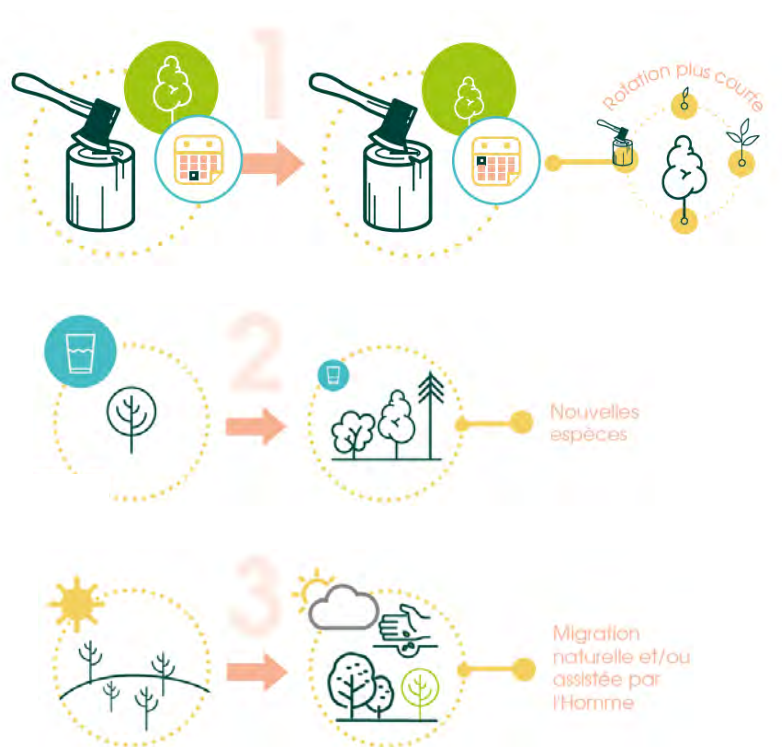 1
Rotation plus courte
2
Nouvelles
espèces
3
Migration
naturelle et/ou
assistée par
l'Homme